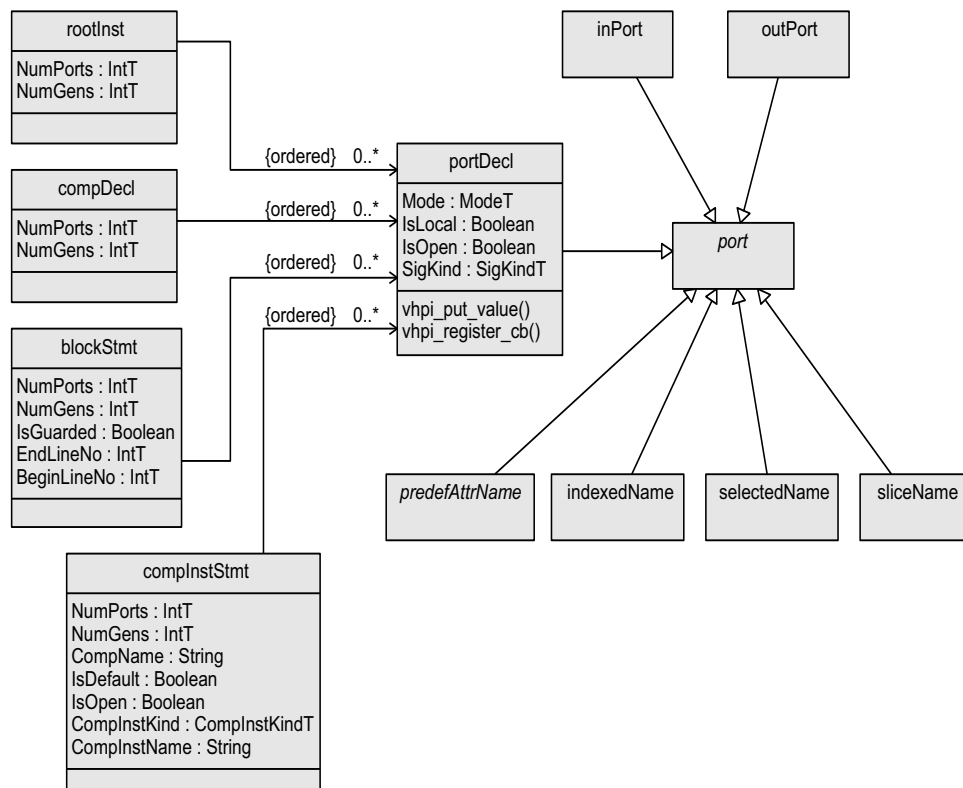 rootInst
NumPorts : IntT
NumGens : IntT
inPort
outPort
{ordered} 0..*
compDecl
NumPorts : IntT
NumGens : IntT
{ordered} 0..*
{ordered} 0..*
{ordered} 0..*
portDecl
Mode : ModeT
IsLocal : Boolean
IsOpen : Boolean
SigKind : SigKindT
vhpi_put_value()
vhpi_register_cb()
port
blockStmt
NumPorts : IntT
NumGens : IntT
IsGuarded : Boolean
EndLineNo : IntT
BeginLineNo : IntT
predefAttrName
indexedName
selectedName
sliceName
compInstStmt
NumPorts : IntT
NumGens : IntT
CompName : String
IsDefault : Boolean
IsOpen : Boolean
CompInstKind : CompInstKindT
CompInstName : String